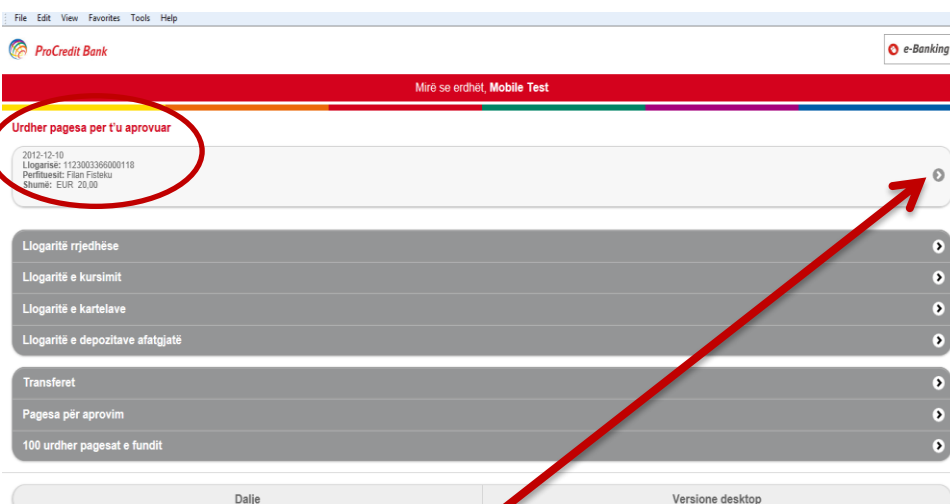 File Edit View Favorites Tools Help
ProCredit Bank
e-Banking
Mirë se erdhët, Mobile Test
Urdher pagesa per t'u aprovuar
2012-12-10
Llogarisë: 1123003366000118
Perfituesit: Filan Fisteku
Shumë: EUR 20,00
Llogaritë rrjedhëse
Llogaritë e kursimit
Llogaritë e kartelave
Llogaritë e depozitave afatgjatë
Transferet
Pagesa për aprovim
100 urdher pagesat e fundit
Dalje
Versione desktop